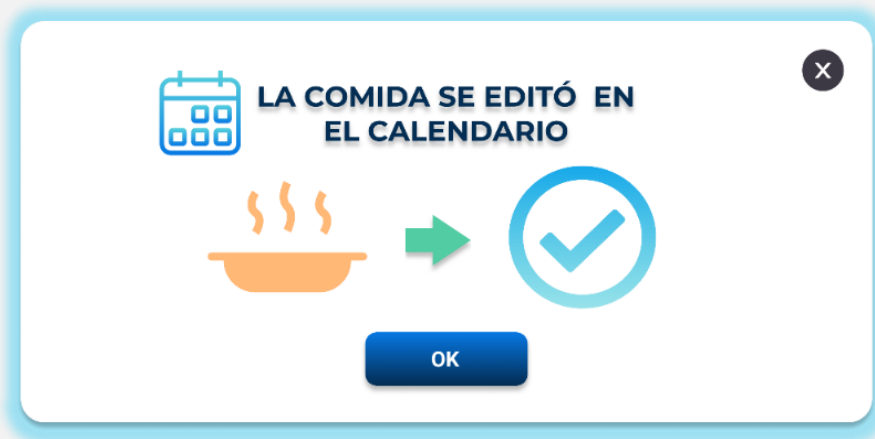 LA COMIDA SE EDITÓ EN
EL CALENDARIO
X
OK